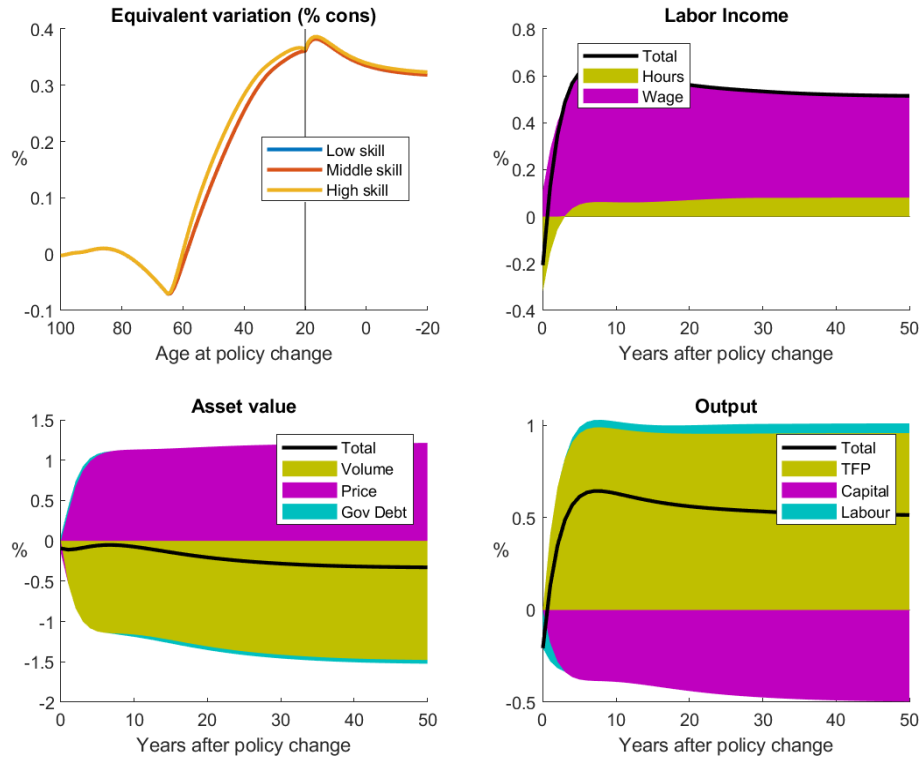 Equivalent variation (% cons)
0.4
0.3
0.2
%
0.1
0
-0.1
Low skill
Middle skill
High skill
100
80
60
40
20
0
-20
Age at policy change
Labor Income
0.8
0.6
0.4
%
0.2
0
-0.2
-0.4
Total
Hours
Wage
0
10
20
30
40
50
Years after policy change
Asset value
1.5
1
0.5
%
0
-0.5
-1
-1.5
-2
Total
Volume
Price
Gov Debt
0
10
20
30
40
50
Years after policy change
Output
1
0.5
%
0
-0.5
Total
TFP
Capital
Labour
0
10
20
30
40
50
Years after policy change